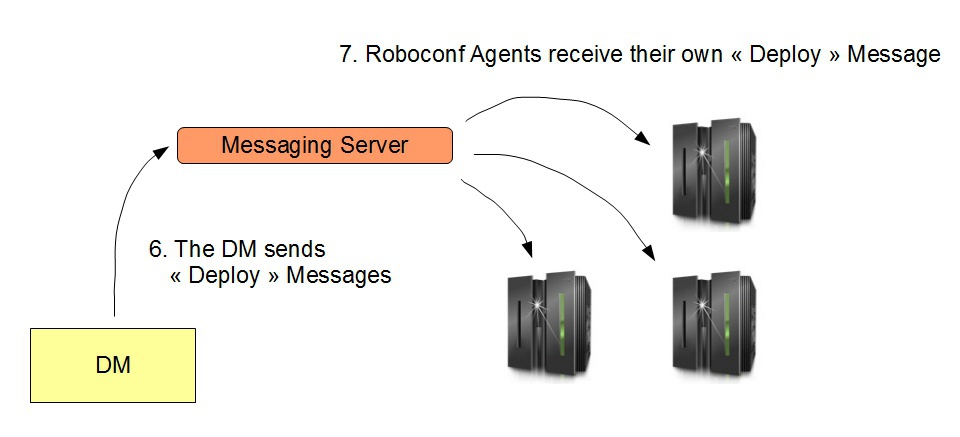 7. Roboconf Agents receive their own « Deploy » Message
Messaging Server
6. The DM sends
« Deploy » Messages
DM